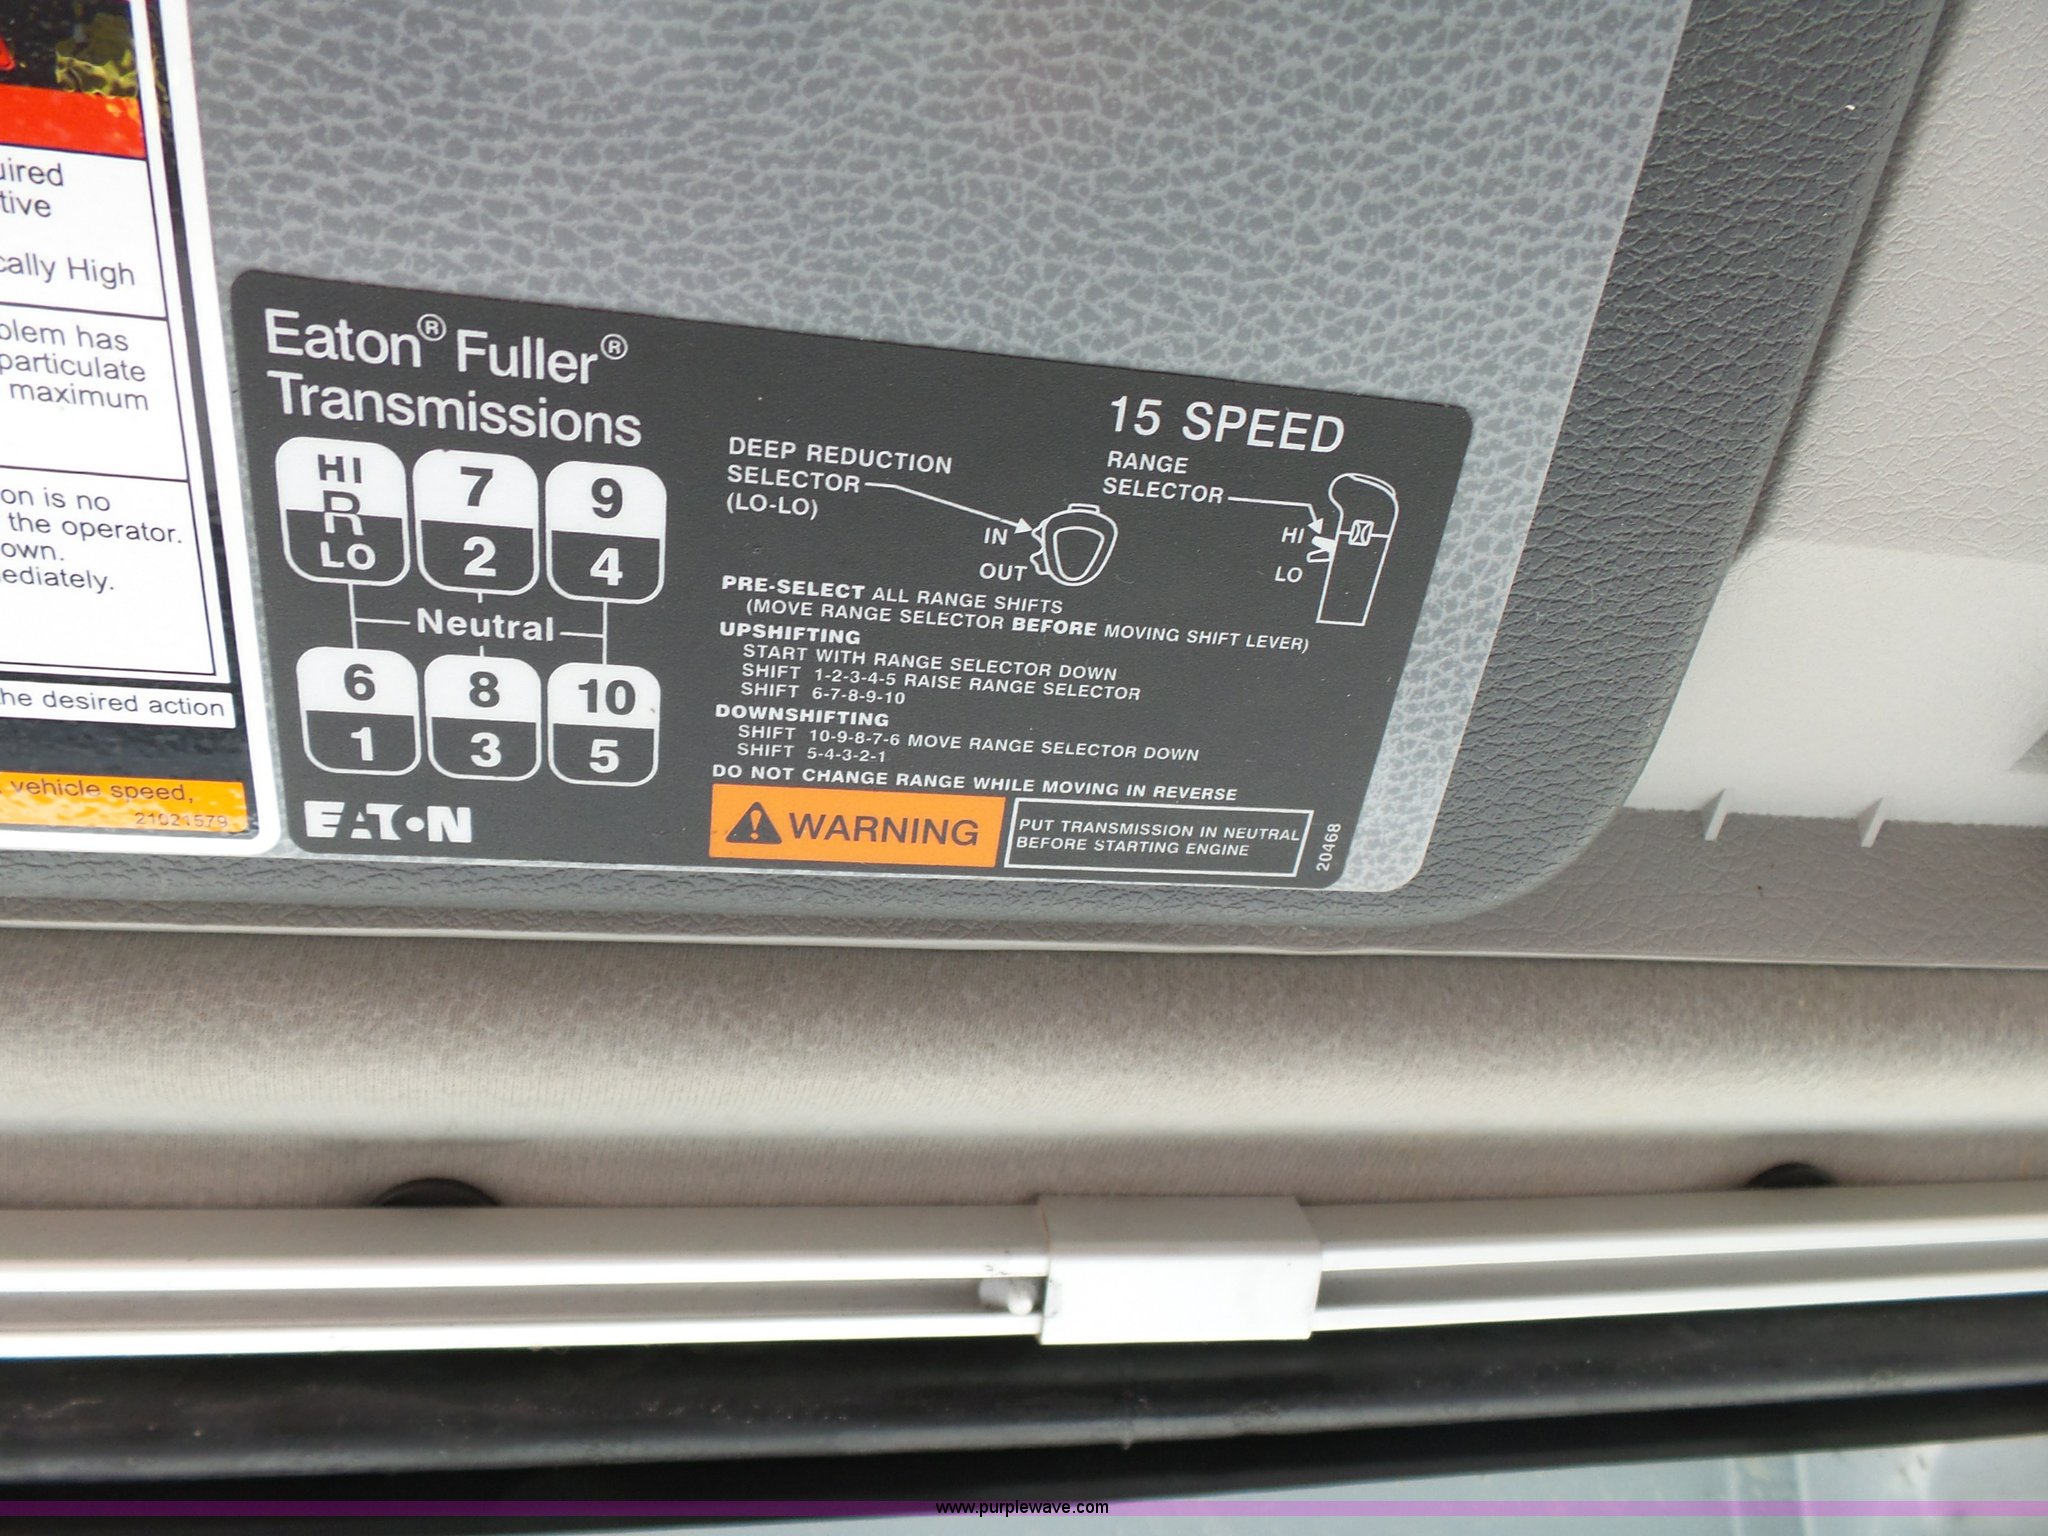 uired
tive
cally High
blem has
particulate
maximum
on is no
the operator.
own.
ediately.
he desired action
vehicle speed,
21021579
Eaton® Fuller®
Transmissions
HI
R
LO
7
2
9
4
Neutral
6
1
8
3
10
5
EATON
15 SPEED
DEEP REDUCTION
SELECTOR
(LO-LO)
IN
OUT
RANGE
SELECTOR
HI
LO
PRE-SELECT ALL RANGE SHIFTS
(MOVE RANGE SELECTOR BEFORE MOVING SHIFT LEVER)
UPSHIFTING
START WITH RANGE SELECTOR DOWN
SHIFT 1-2-3-4-5 RAISE RANGE SELECTOR
SHIFT 6-7-8-9-10
DOWNSHIFTING
SHIFT 10-9-8-7-6 MOVE RANGE SELECTOR DOWN
SHIFT 5-4-3-2-1
DO NOT CHANGE RANGE WHILE MOVING IN REVERSE
WARNING
PUT TRANSMISSION IN NEUTRAL
BEFORE STARTING ENGINE
20468
www.purplewave.com